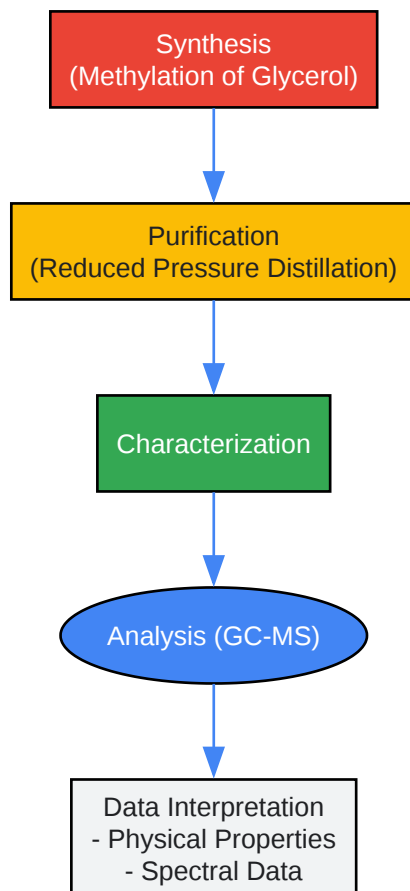 Synthesis
(Methylation of Glycerol)
Purification
(Reduced Pressure Distillation)
Characterization
Analysis (GC-MS)
Data Interpretation
- Physical Properties
- Spectral Data